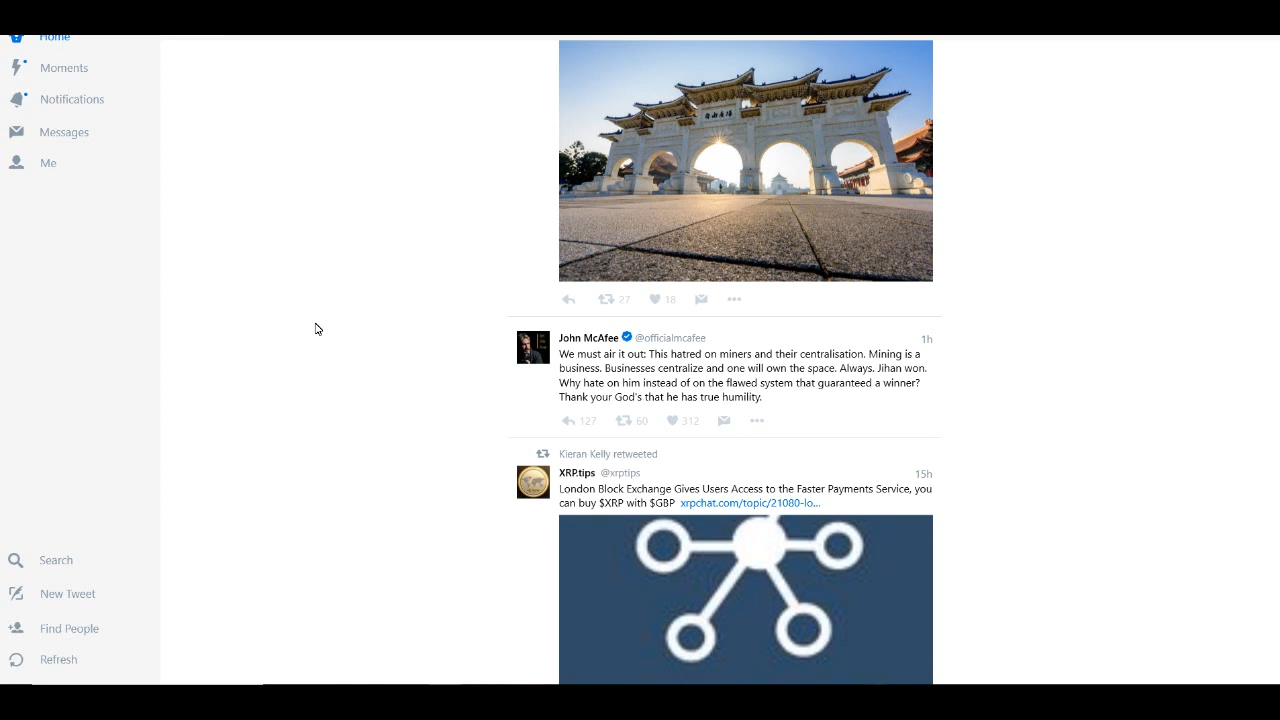 Home
Moments
Notifications
Messages
Me
Search
New Tweet
Find People
Refresh
自由廣場
27
18
John McAfee @officialmcafee
1h
We must air it out: This hatred on miners and their centralisation. Mining is a
business. Businesses centralize and one will own the space. Always. Jihan won.
Why hate on him instead of on the flawed system that guaranteed a winner?
Thank your God's that he has true humility.
127
60
312
Kieran Kelly retweeted
XRP.tips @xrptips
15h
London Block Exchange Gives Users Access to the Faster Payments Service, you
can buy $XRP with $GBP xrpchat.com/topic/21080-lo...